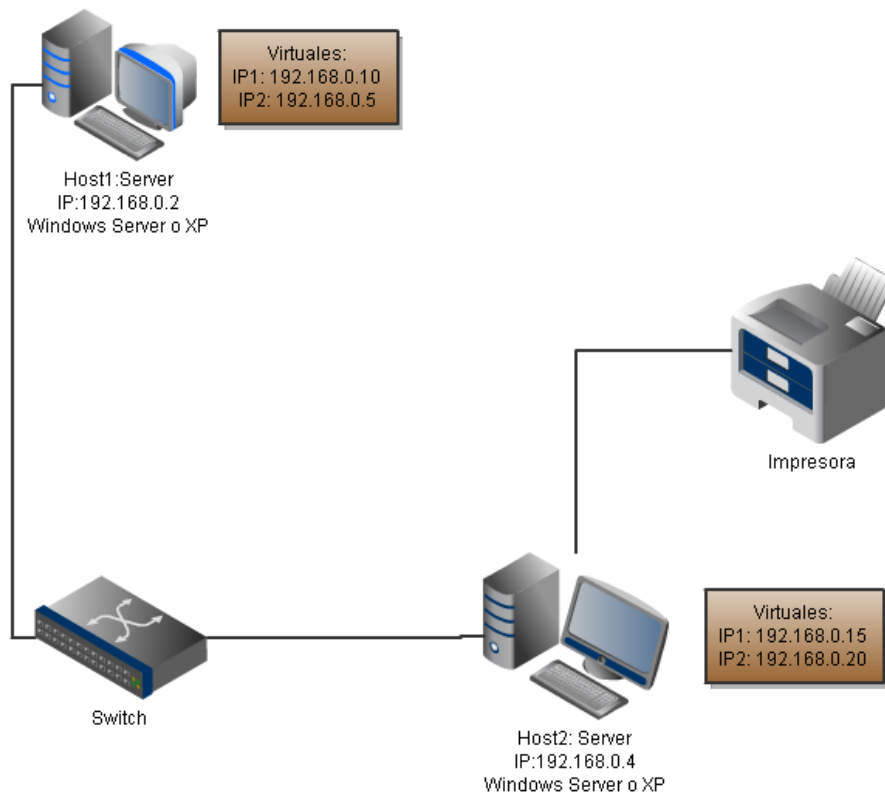 Virtuales:
IP1: 192.168.0.10
IP2: 192.168.0.5
Host1:Server
IP:192.168.0.2
Windows Server o XP
Impresora
Switch
Virtuales:
IP1: 192.168.0.15
IP2: 192.168.0.20
Host2: Server
IP:192.168.0.4
Windows Server o XP